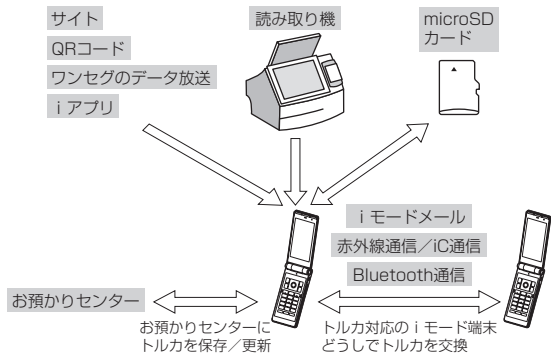 サイト
QRコード
ワンセグのデータ放送
iアプリ
読み取り機
microSD
カード
iモードメール
赤外線通信／iC通信
Bluetooth通信
お預かりセンター
お預かりセンターに
トルカを保存／更新
トルカ対応のiモード端末
どうしでトルカを交換